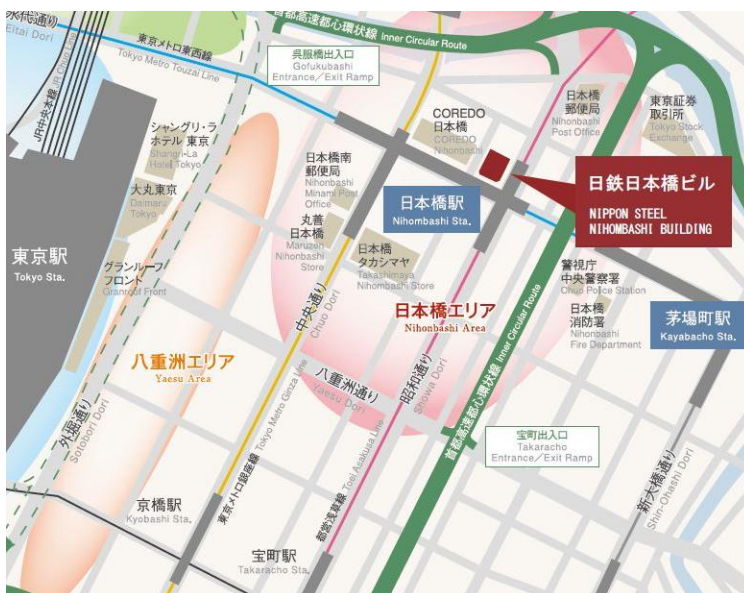 永代通り
Eitai Dori
JR中央本線 JR Chuo Line
東京メトロ東西線
Tokyo Metro Touzai Line
呉服橋出入口
Gofukubashi
Entrance／Exit Ramp
首都高速都心環状線 Inner Circular Route
シャングリ・ラ
ホテル 東京
Shangri-La
Hotel Tokyo
大丸東京
Daimaru
Tokyo
東京駅
Tokyo Sta.
グランルーフ
フロント
Granroof Front
日本橋南
郵便局
Nihonbashi
Minami Post
Office
丸善
日本橋
Maruzen
Nihonbashi
Store
COREDO
日本橋
COREDO
Nihonbashi
日本橋
郵便局
Nihonbashi
Post Office
東京証券
取引所
Tokyo Stock
Exchange
日鉄日本橋ビル
NIPPON STEEL
NIHOMBASHI BUILDING
日本橋駅
Nihombashi Sta.
日本橋
タカシマヤ
Takashimaya
Nihombashi Store
警視庁
中央警察署
Chuo Police Station
日本橋
消防署
Nihonbashi
Fire Department
茅場町駅
Kayabacho Sta.
日本橋エリア
Nihonbashi Area
八重洲エリア
Yaesu Area
中央通り
Chuo Dori
八重洲通り
Yaesu Dori
昭和通り
Showa Dori
首都高速都心環状線 Inner Circular Route
外堀通り
Sotobori Dori
宝町出入口
Takaracho
Entrance／Exit Ramp
東京メトロ銀座線 Tokyo Metro Ginza Line
都営浅草線 Toei Asakusa Line
新大橋通り
Shin-Ohashi Dori
京橋駅
Kyobashi Sta.
宝町駅
Takaracho Sta.